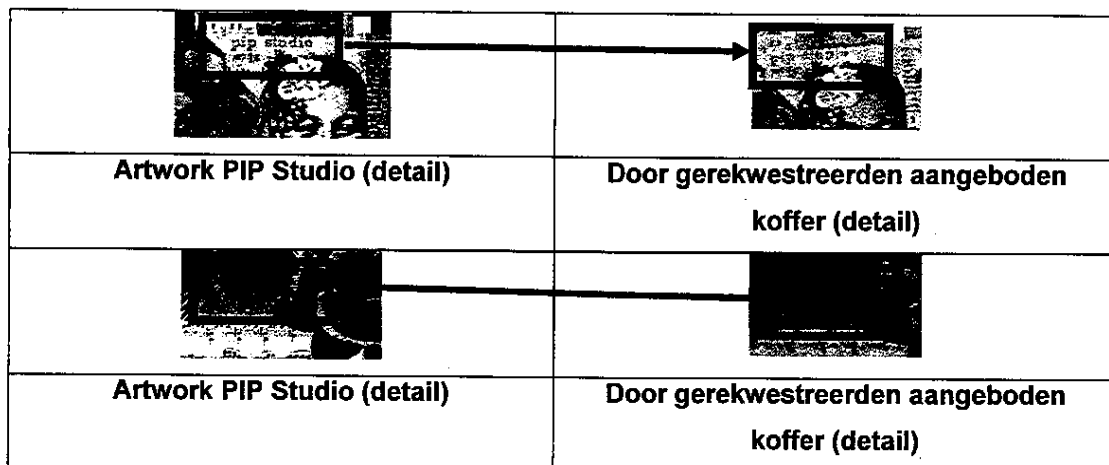 pip studio
Artwork PIP Studio (detail)
Door gerekwestreerden aangeboden
koffer (detail)
Artwork PIP Studio (detail)
Door gerekwestreerden aangeboden
koffer (detail)